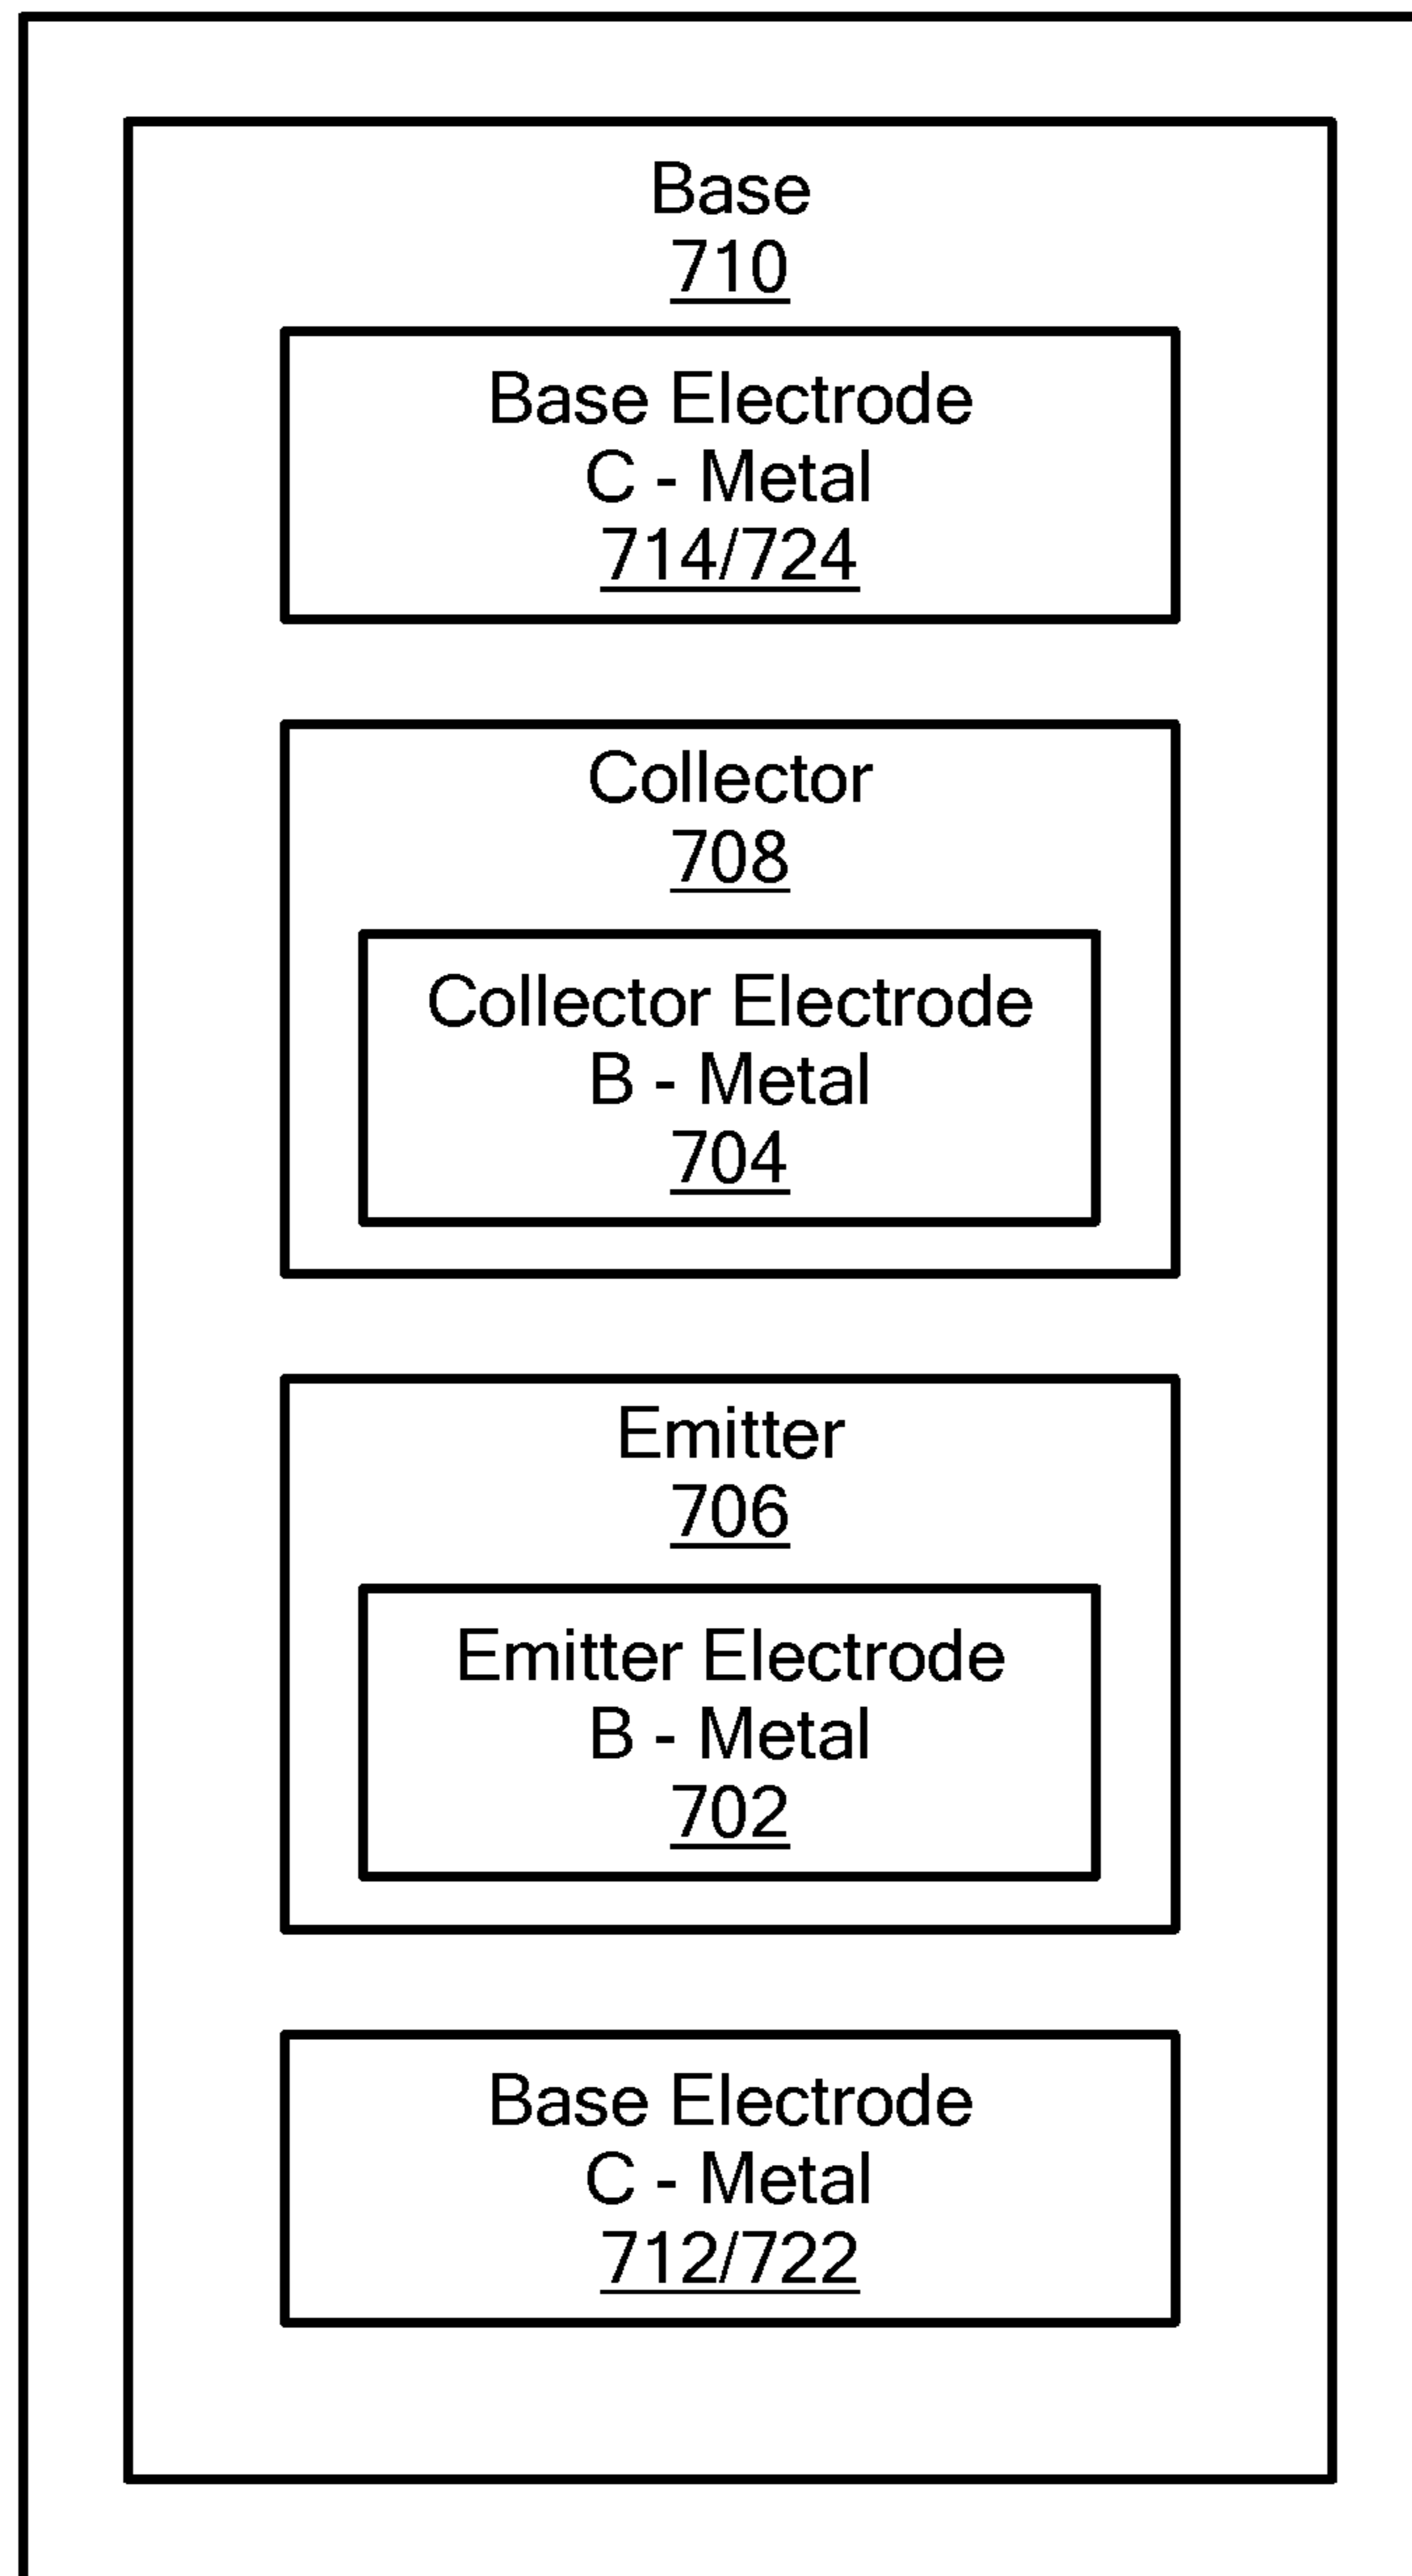 Base
710
Base Electrode
C - Metal
714/724
Collector
708
Collector Electrode
B - Metal
704
Emitter
706
Emitter Electrode
B - Metal
702
Base Electrode
C - Metal
712/722